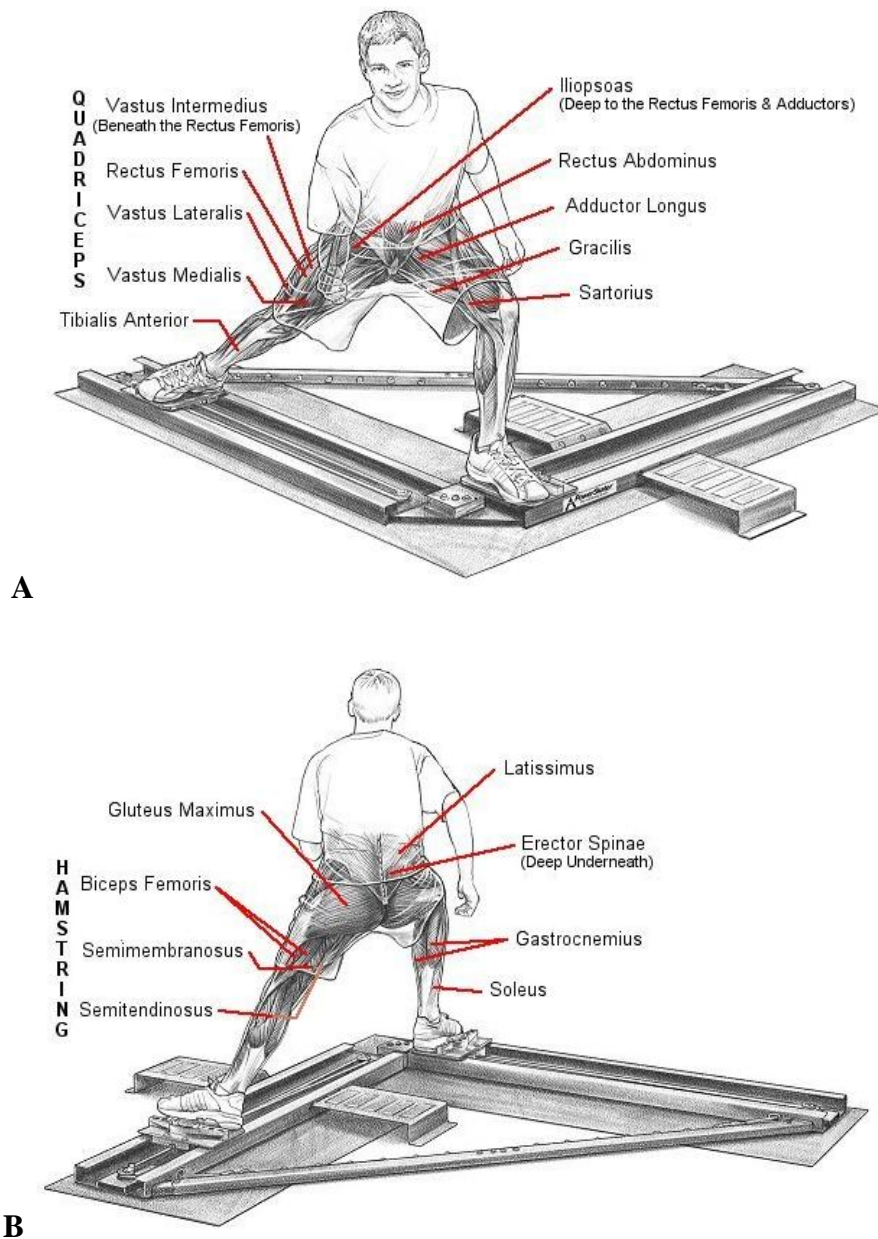 QUADRICEPS
Vastus Intermedius
(Beneath the Rectus Femoris)
Rectus Femoris
Vastus Lateralis
Vastus Medialis
Tibialis Anterior
Iliopsoas
(Deep to the Rectus Femoris & Adductors)
Rectus Abdominus
Adductor Longus
Gracilis
Sartorius
PowerSkater
A
HAMSTRING
Gluteus Maximus
Biceps Femoris
Semimembranosus
Semitendinosus
Latissimus
Erector Spinae
(Deep Underneath)
Gastrocnemius
Soleus
B